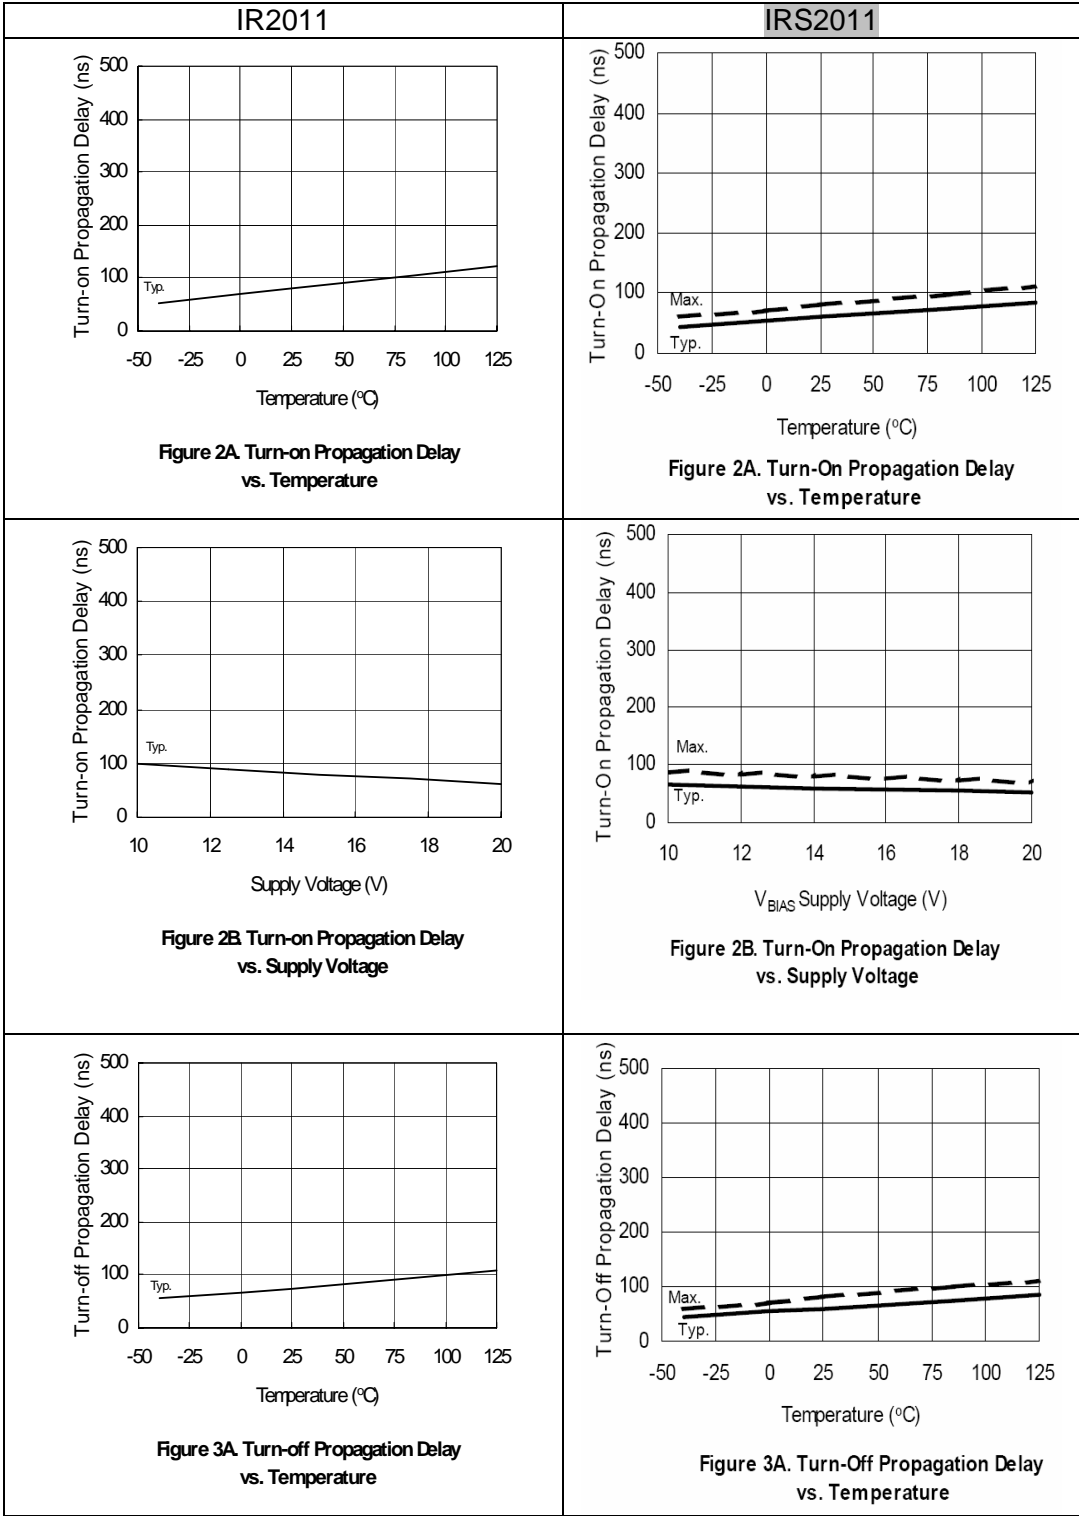 IR2011
IRS2011
Turn-on Propagation Delay (ns)
500
400
300
200
100
0
Typ.
-50 -25 0 25 50 75 100 125
Temperature (ºC)
Figure 2A. Turn-on Propagation Delay
vs. Temperature
Turn-On Propagation Delay (ns)
500
400
300
200
100
0
Max.
Typ.
-50 -25 0 25 50 75 100 125
Temperature (ºC)
Figure 2A. Turn-On Propagation Delay
vs. Temperature
Turn-on Propagation Delay (ns)
500
400
300
200
100
0
Typ.
10 12 14 16 18 20
Supply Voltage (V)
Figure 2B. Turn-on Propagation Delay
vs. Supply Voltage
Turn-On Propagation Delay (ns)
500
400
300
200
100
0
Max.
Typ.
10 12 14 16 18 20
VBIAS Supply Voltage (V)
Figure 2B. Turn-On Propagation Delay
vs. Supply Voltage
Turn-off Propagation Delay (ns)
500
400
300
200
100
0
Typ.
-50 -25 0 25 50 75 100 125
Temperature (ºC)
Figure 3A. Turn-off Propagation Delay
vs. Temperature
Turn-Off Propagation Delay (ns)
500
400
300
200
100
0
Max.
Typ.
-50 -25 0 25 50 75 100 125
Temperature (ºC)
Figure 3A. Turn-Off Propagation Delay
vs. Temperature